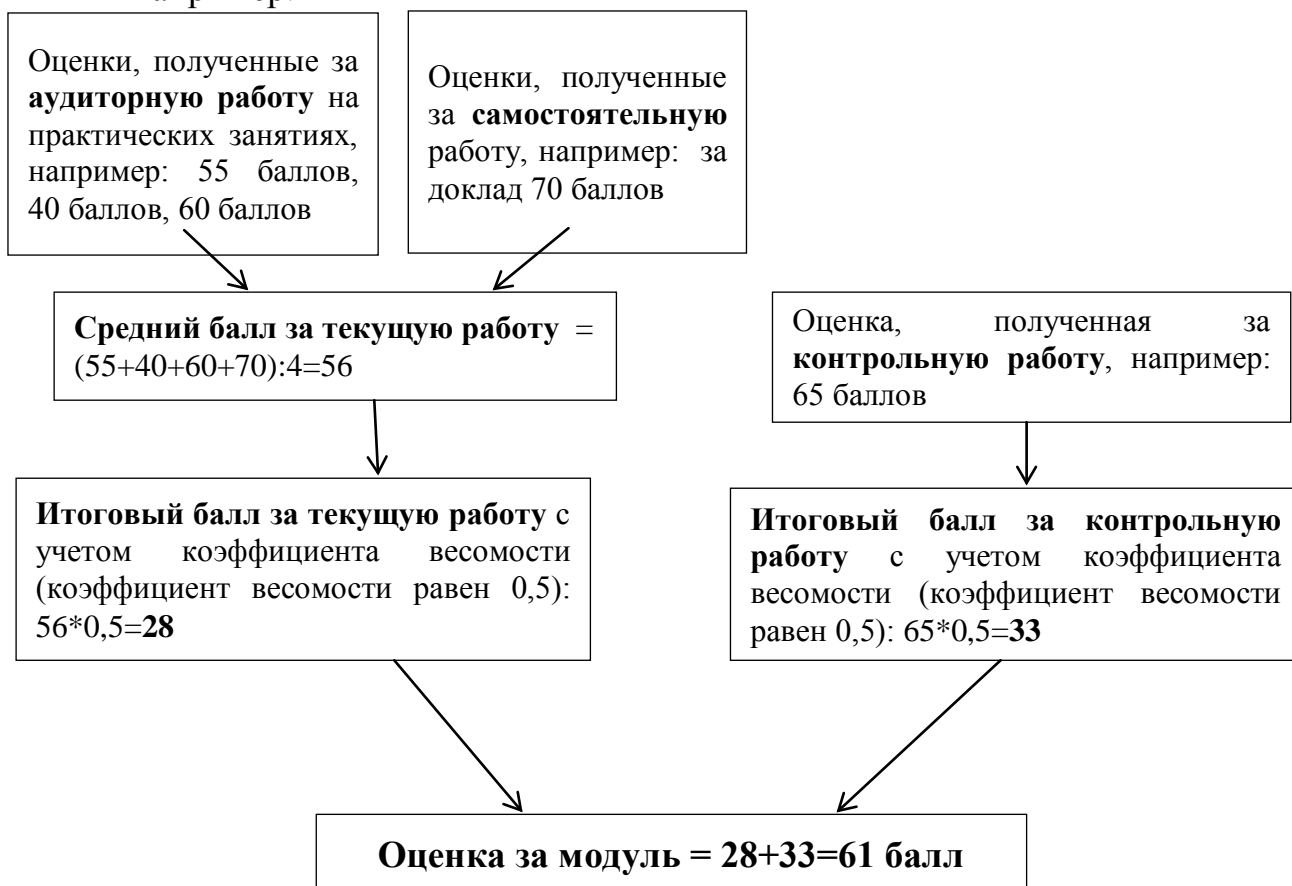 Оценки, полученные за
аудиторную работу на
практических занятиях,
например: 55 баллов,
40 баллов, 60 баллов
Оценки, полученные
за самостоятельную
работу, например: за
доклад 70 баллов
Средний балл за текущую работу =
(55+40+60+70):4=56
Оценка, полученная за
контрольную работу, например:
65 баллов
Итоговый балл за текущую работу с
учетом коэффициента весомости
(коэффициент весомости равен 0,5):
56*0,5=28
Итоговый балл за контрольную
работу с учетом коэффициента
весомости (коэффициент весомости
равен 0,5): 65*0,5=33
Оценка за модуль = 28+33=61 балл